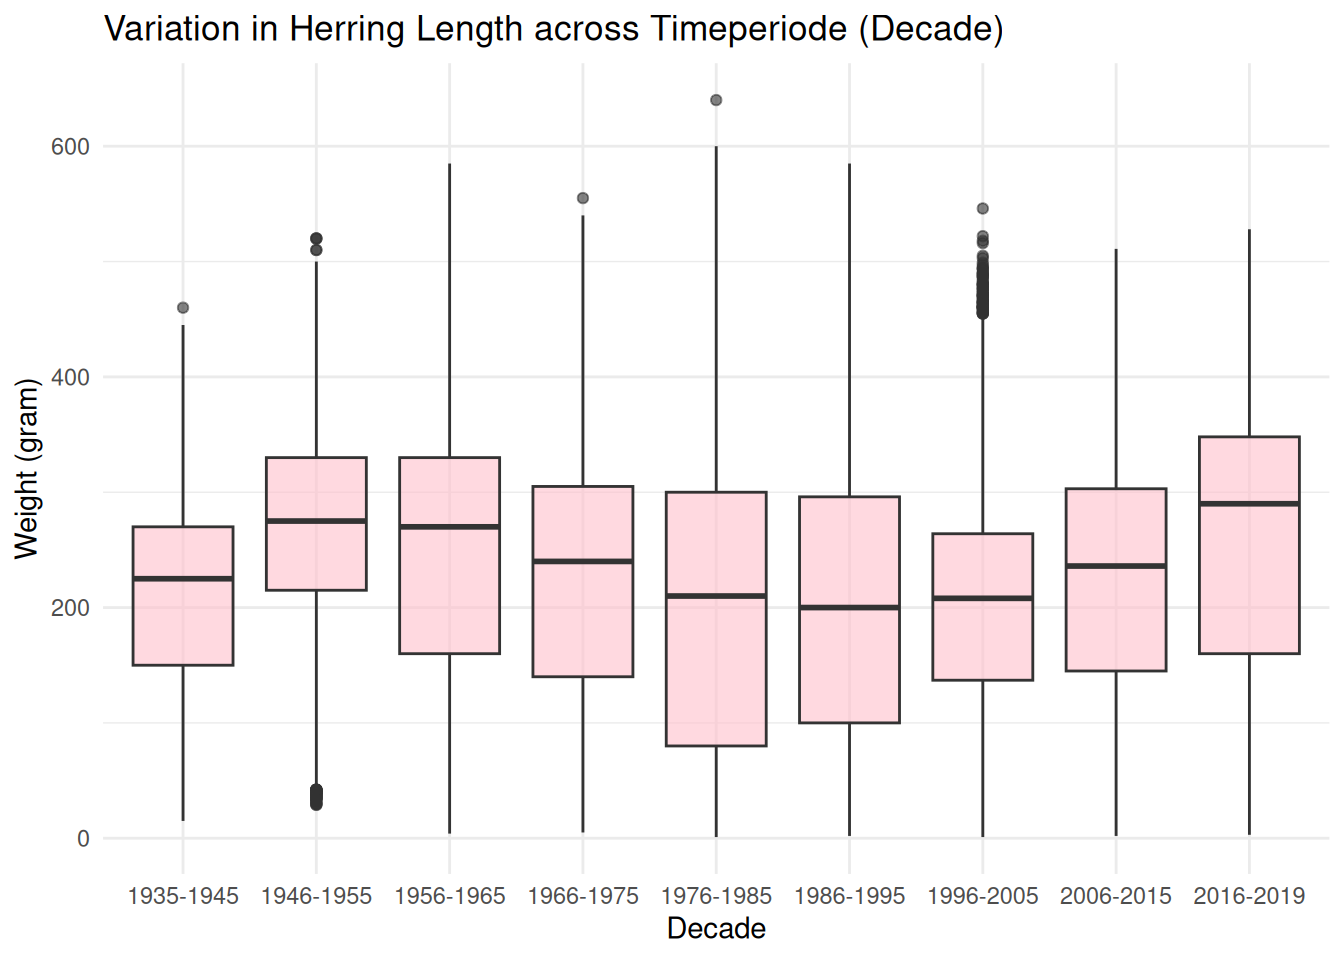 Variation in Herring Length across Timeperiode (Decade)
Weight (gram)
600
400
200
0
1935-1945 1946-1955 1956-1965 1966-1975 1976-1985 1986-1995 1996-2005 2006-2015 2016-2019
Decade